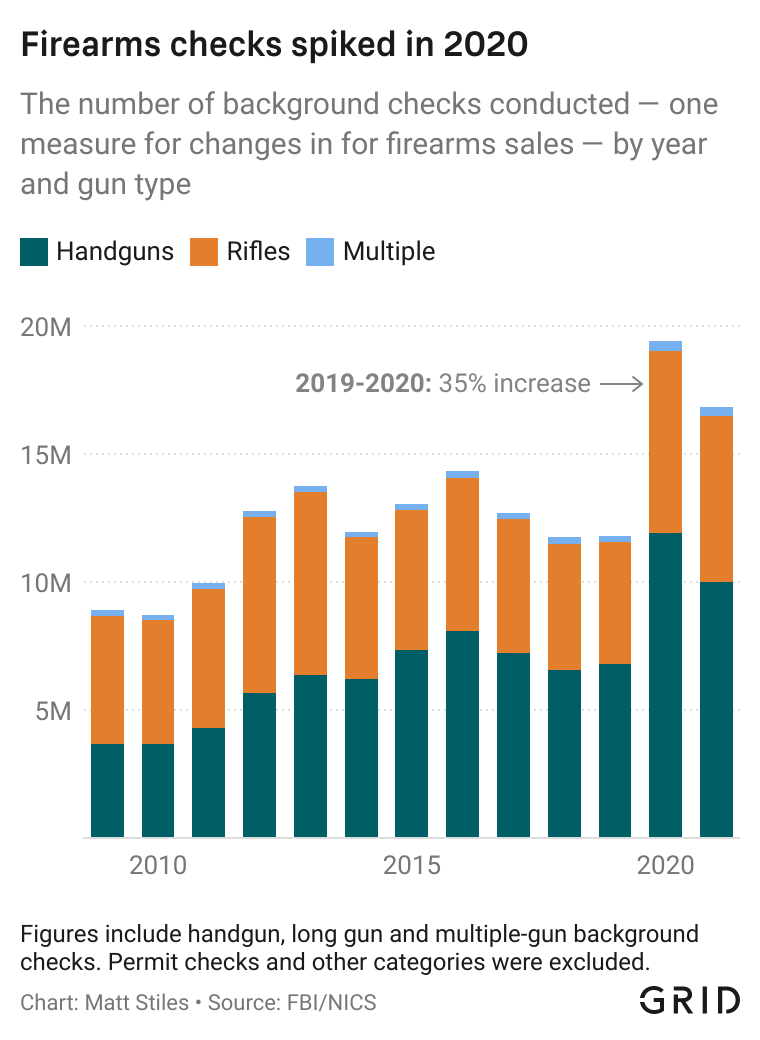 Firearms checks spiked in 2020
The number of background checks conducted — one
measure for changes in for firearms sales — by year
and gun type
Handguns Rifles Multiple
20M
2019-2020: 35% increase
15M
10M
5M
2010 2015 2020
Figures include handgun, long gun and multiple-gun background
checks. Permit checks and other categories were excluded.
Chart: Matt Stiles • Source: FBI/NICS
GRID